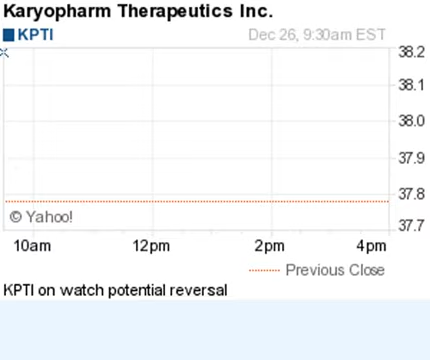 Karyopharm Therapeutics Inc.
KPTI Dec 26, 9:30am EST
38.2
38.1
38.0
37.9
37.8
37.7
© Yahoo!
10am 12pm 2pm 4pm
Previous Close
KPTI on watch potential reversal